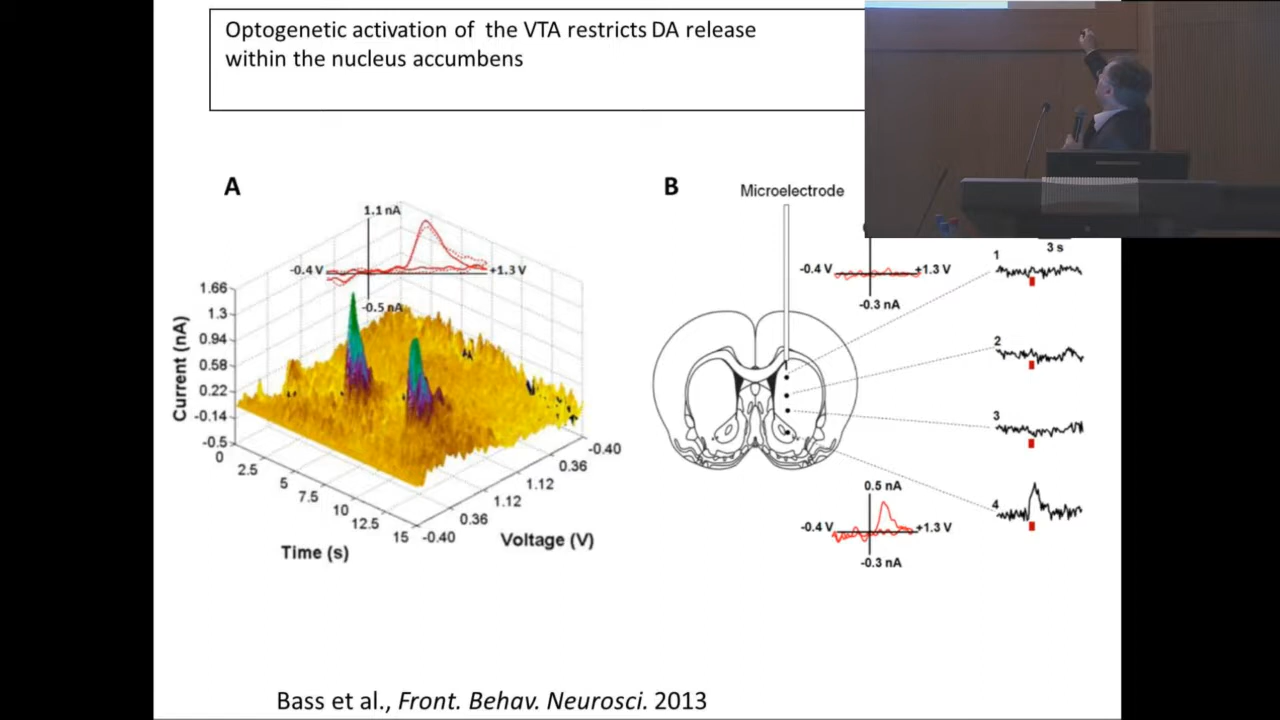 Optogenetic activation of the VTA restricts DA release
within the nucleus accumbens
A
1.1 nA
-0.4 V
+1.3 V
-0.5 nA
Current (nA)
1.66
1.3
0.94
0.58
0.22
-0.14
-0.5
0
2.5
5
7.5
10
12.5
15
Time (s)
-0.40
0.36
1.12
1.12
0.36
-0.40
Voltage (V)
B
Microelectrode
-0.4 V
+1.3 V
-0.3 nA
3 s
1
2
3
4
0.5 nA
-0.4 V
+1.3 V
-0.3 nA
Bass et al., Front. Behav. Neurosci. 2013